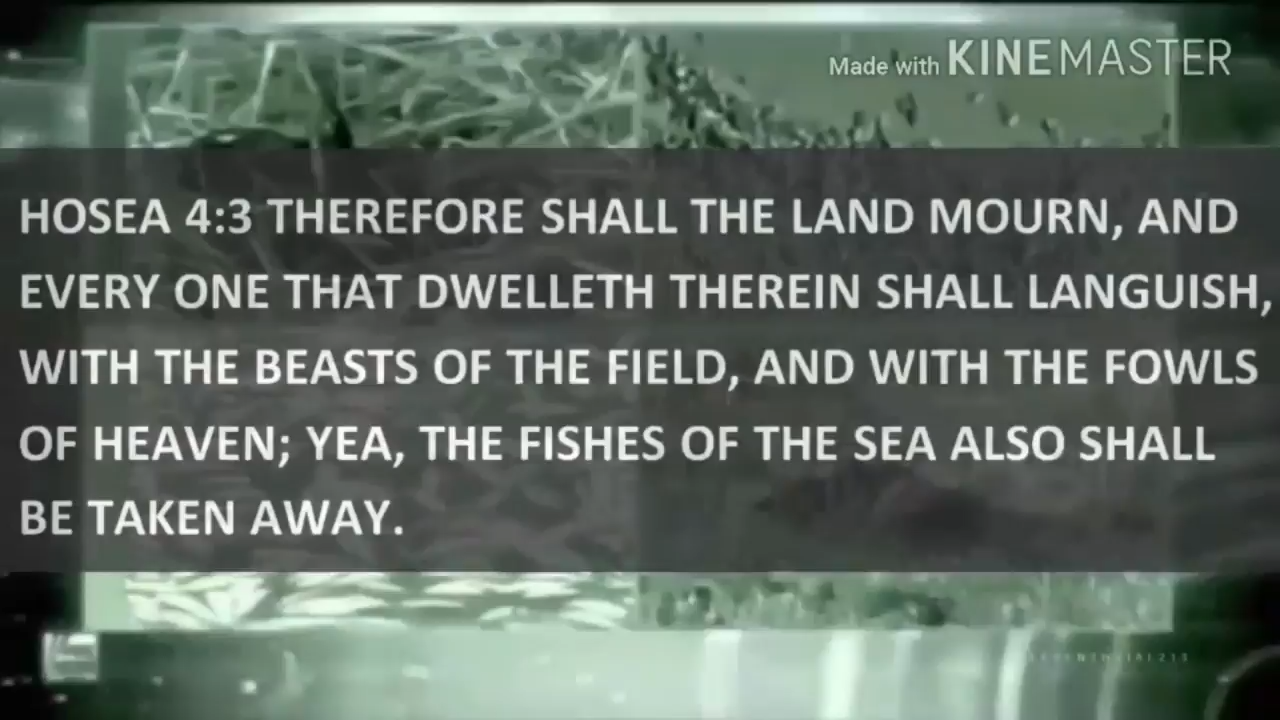 Made with KINEMASTER
HOSEA 4:3 THEREFORE SHALL THE LAND MOURN, AND
EVERY ONE THAT DWELLETH THEREIN SHALL LANGUISH,
WITH THE BEASTS OF THE FIELD, AND WITH THE FOWLS
OF HEAVEN; YEA, THE FISHES OF THE SEA ALSO SHALL
BE TAKEN AWAY.